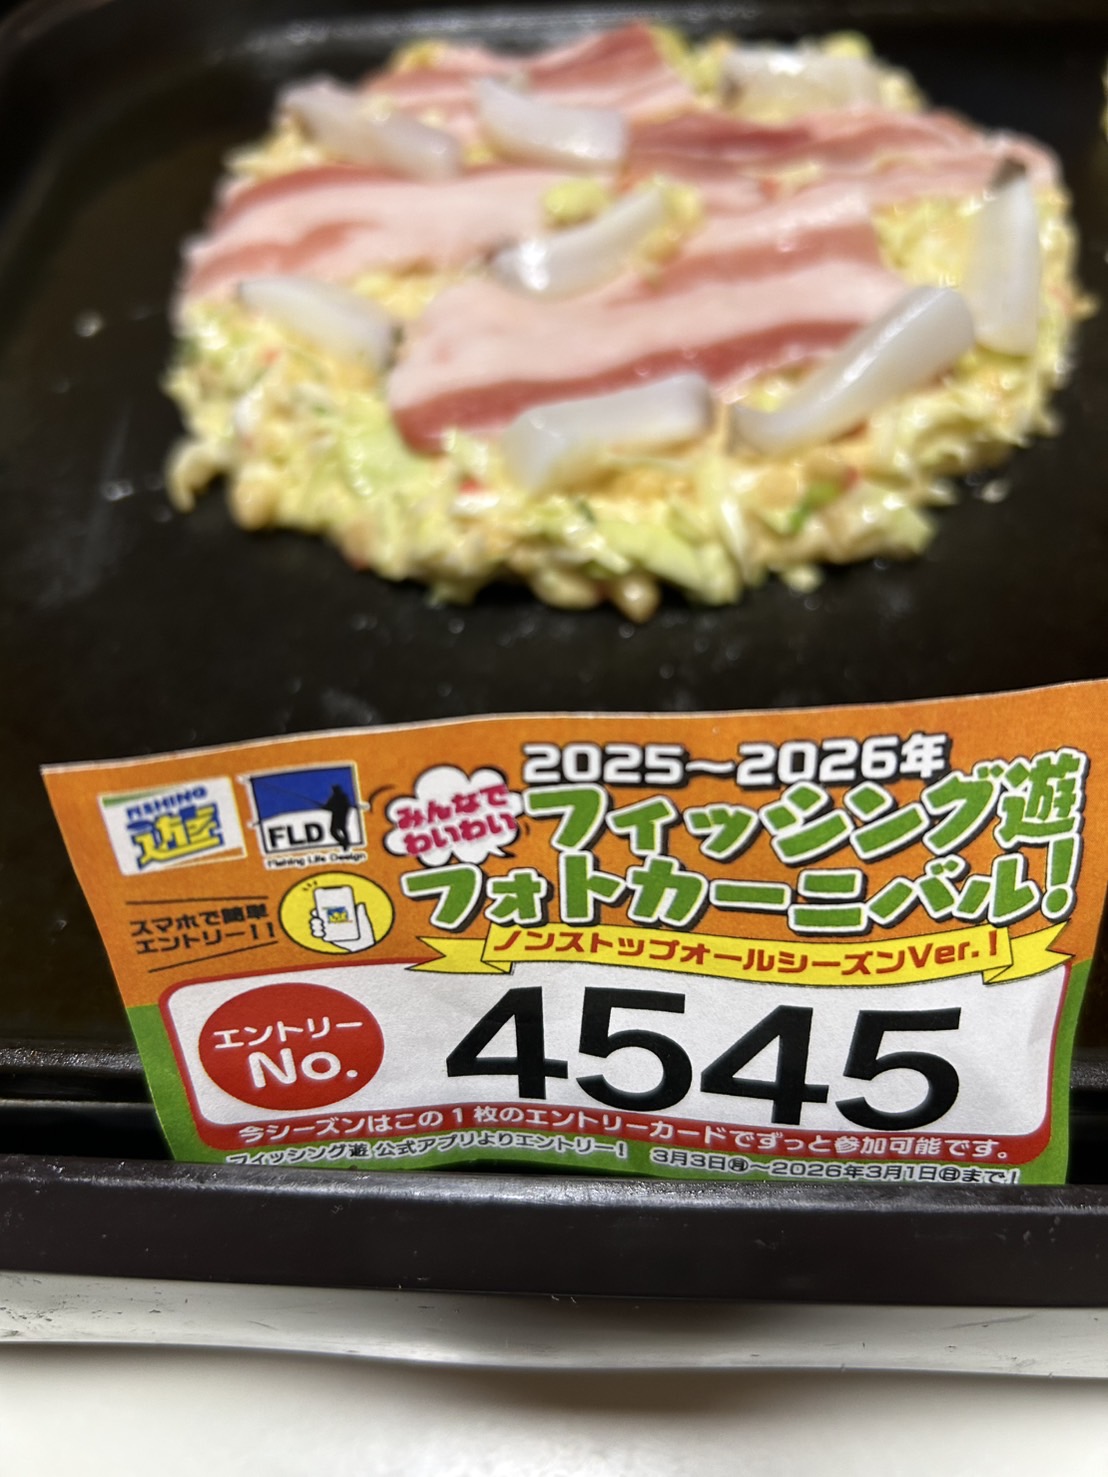 2025〜2026年
みんなで
わいわい
フィッシング遊
フォトカーニバル!
FISHING
遊
FLD
Fishing Life Design
スマホで簡単
エントリー!!
ノンストップオールシーズンVer.!
エントリー
No.
4545
今シーズンはこの1枚のエントリーカードでずっと参加可能です。
フィッシング遊 公式アプリよりエントリー! 3月3日㊊〜2026年3月1日㊐まで!